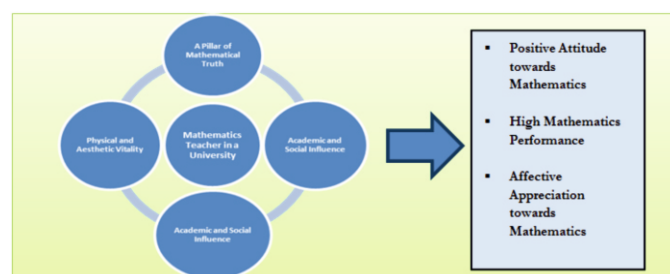 A Pillar of
Mathematical
Truth
Physical and
Aesthetic Vitality
Mathematics
Teacher in a
University
Academic and
Social Influence
Academic and Social
Influence
▪ Positive Attitude
towards
Mathematics
▪ High Mathematics
Performance
▪ Affective
Appreciation
towards
Mathematics